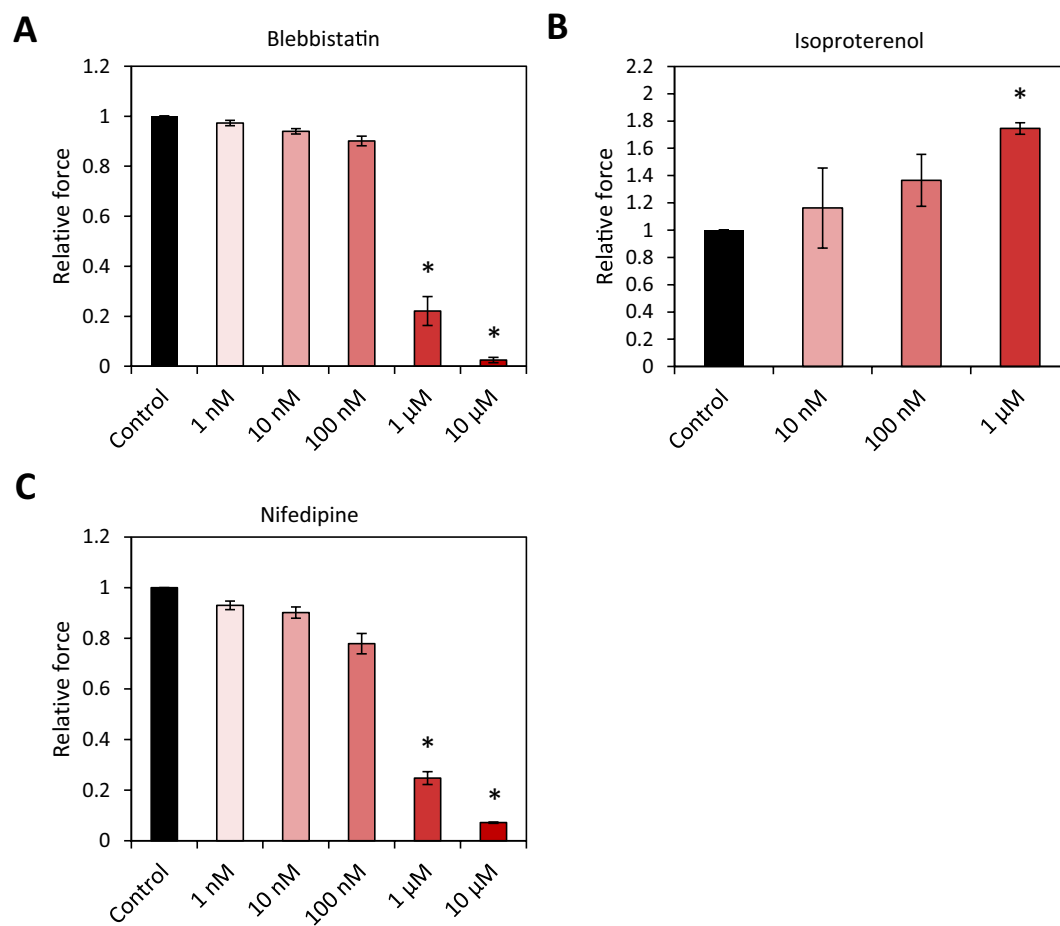 A
Blebbistatin
Relative force
1.2
1
0.8
0.6
0.4
0.2
0
*
*
Control
1 nM
10 nM
100 nM
1 µM
10 µM
B
Isoproterenol
Relative force
2.2
2
1.8
1.6
1.4
1.2
1
0.8
0.6
0.4
0.2
0
*
Control
10 nM
100 nM
1 µM
C
Nifedipine
Relative force
1.2
1
0.8
0.6
0.4
0.2
0
*
*
Control
1 nM
10 nM
100 nM
1 µM
10 µM